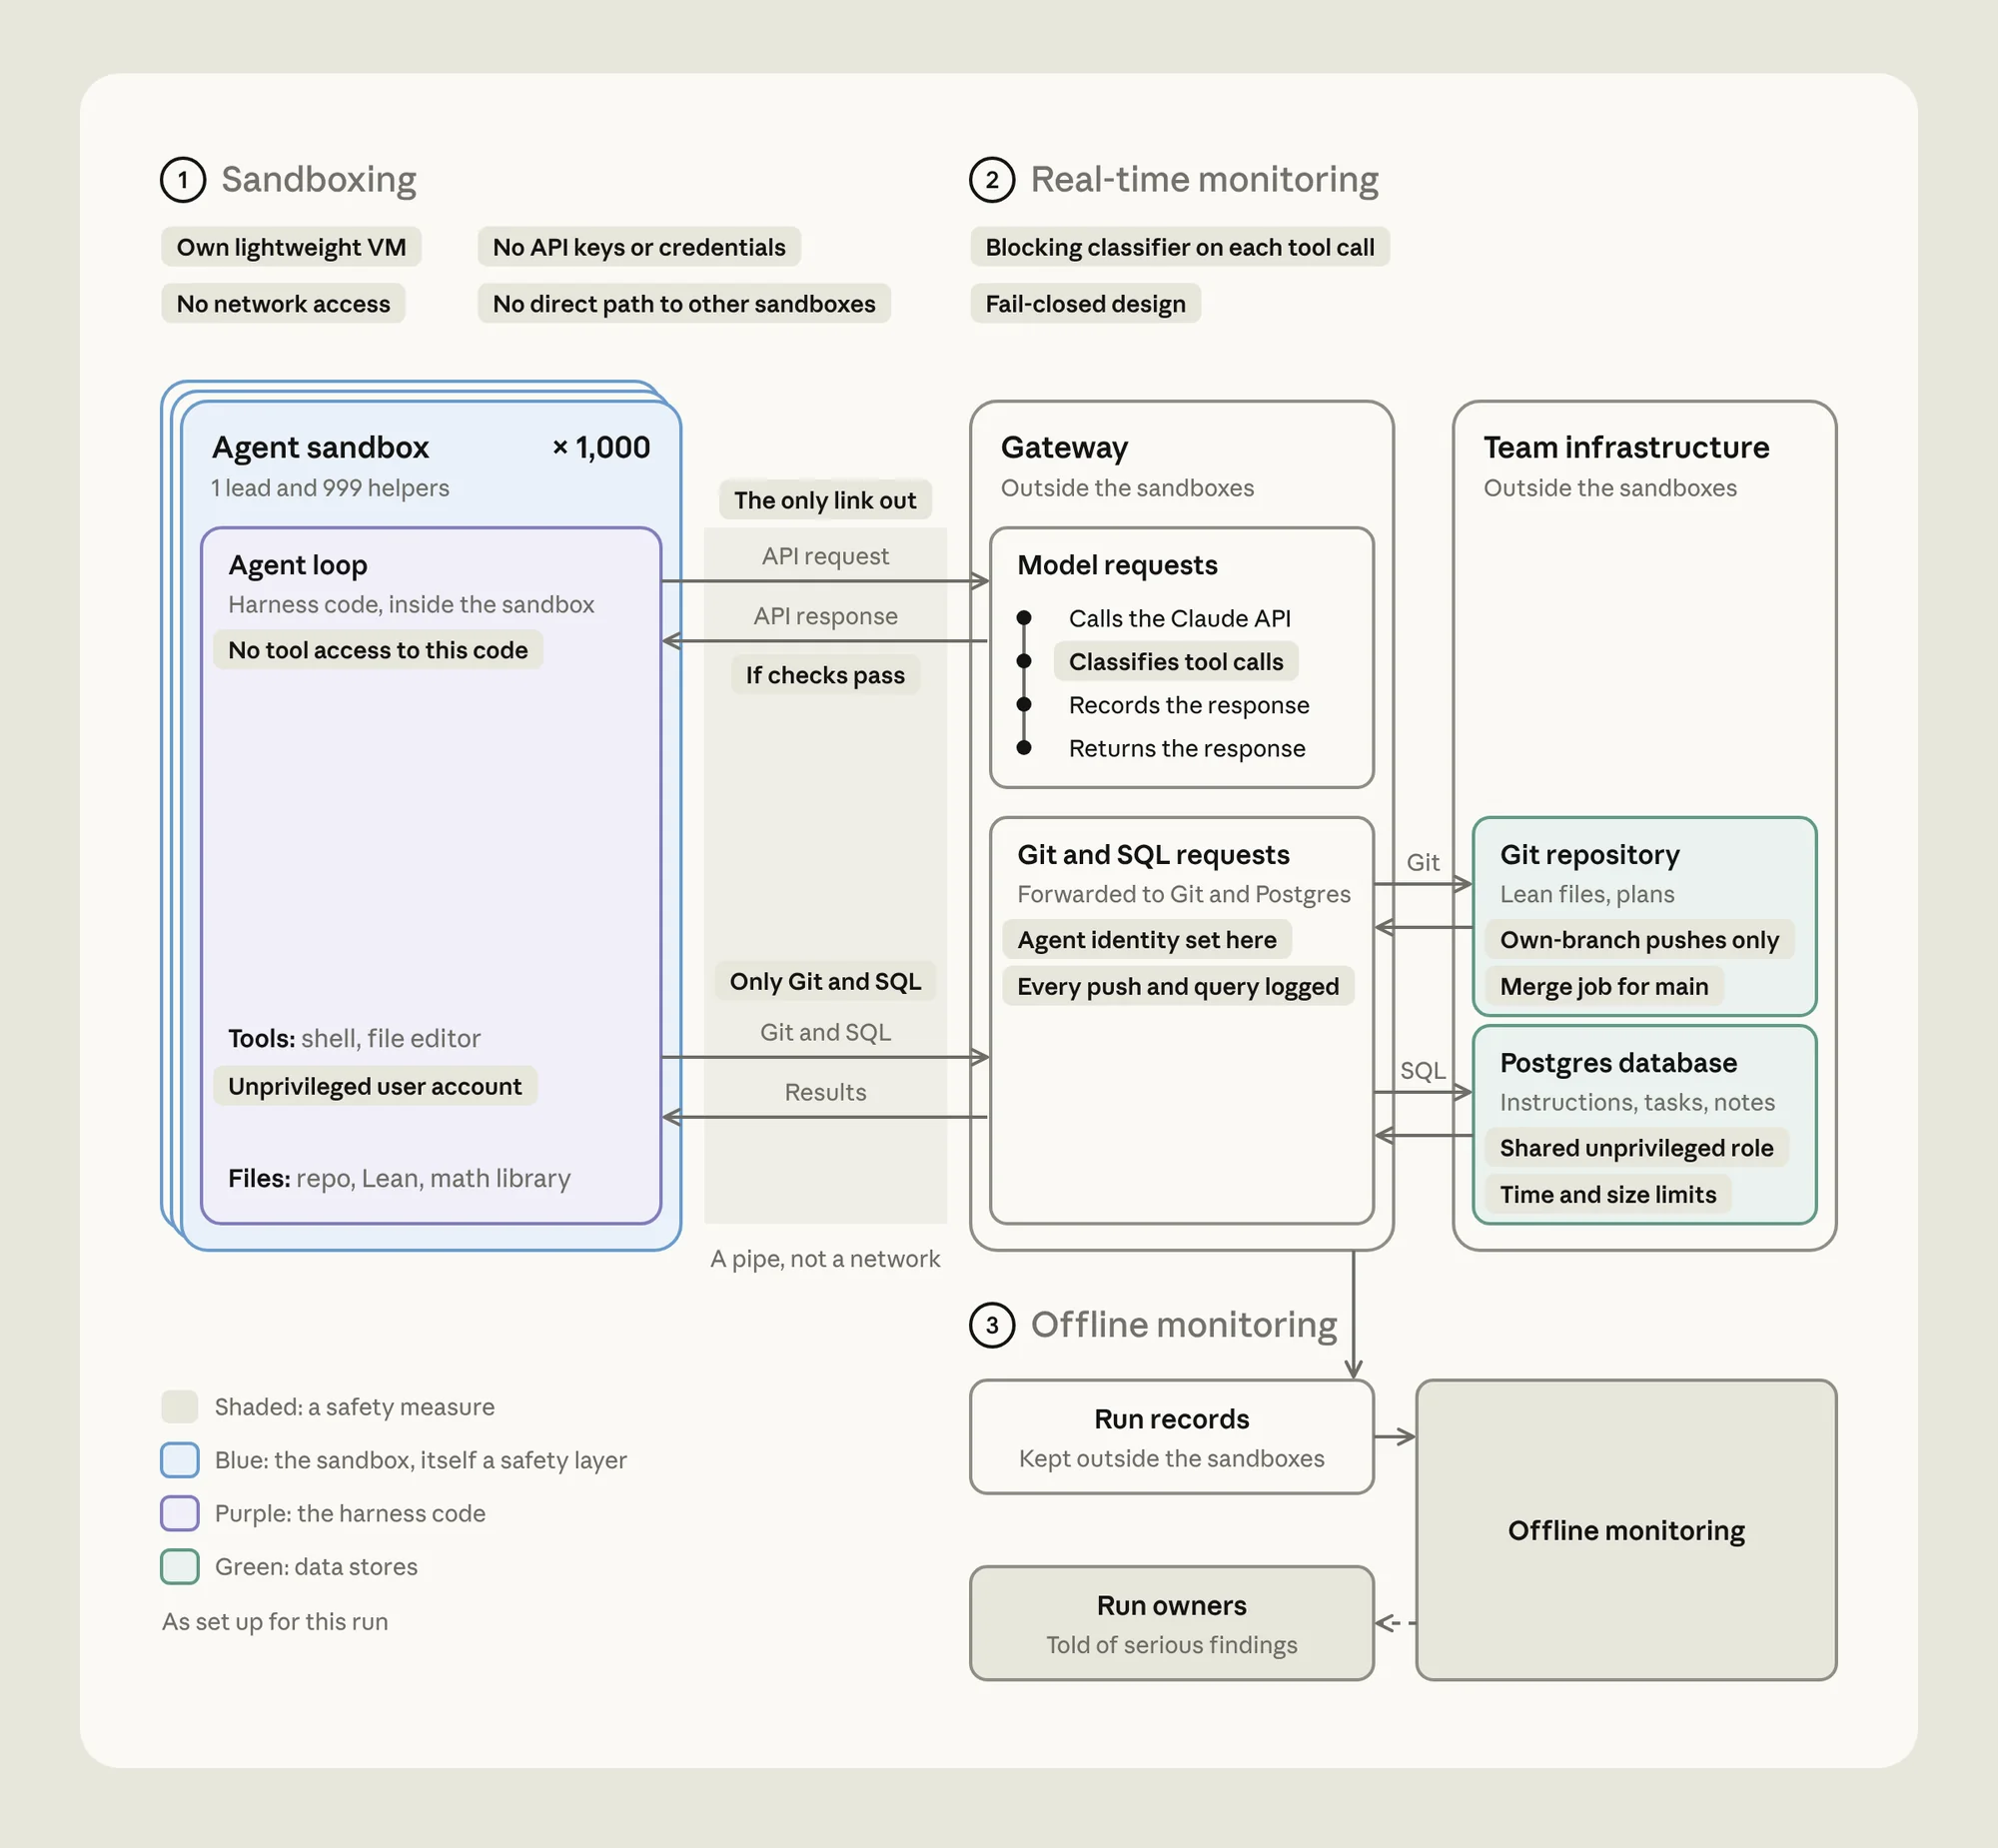 1 Sandboxing
Own lightweight VM
No API keys or credentials
No network access
No direct path to other sandboxes
2 Real-time monitoring
Blocking classifier on each tool call
Fail-closed design
Agent sandbox × 1,000
1 lead and 999 helpers
Agent loop
Harness code, inside the sandbox
No tool access to this code
Tools: shell, file editor
Unprivileged user account
Files: repo, Lean, math library
The only link out
API request
API response
If checks pass
Only Git and SQL
Git and SQL
Results
A pipe, not a network
Gateway
Outside the sandboxes
Model requests
Calls the Claude API
Classifies tool calls
Records the response
Returns the response
Git and SQL requests
Forwarded to Git and Postgres
Agent identity set here
Every push and query logged
Git
SQL
Team infrastructure
Outside the sandboxes
Git repository
Lean files, plans
Own-branch pushes only
Merge job for main
Postgres database
Instructions, tasks, notes
Shared unprivileged role
Time and size limits
3 Offline monitoring
Run records
Kept outside the sandboxes
Offline monitoring
Run owners
Told of serious findings
Shaded: a safety measure
Blue: the sandbox, itself a safety layer
Purple: the harness code
Green: data stores
As set up for this run